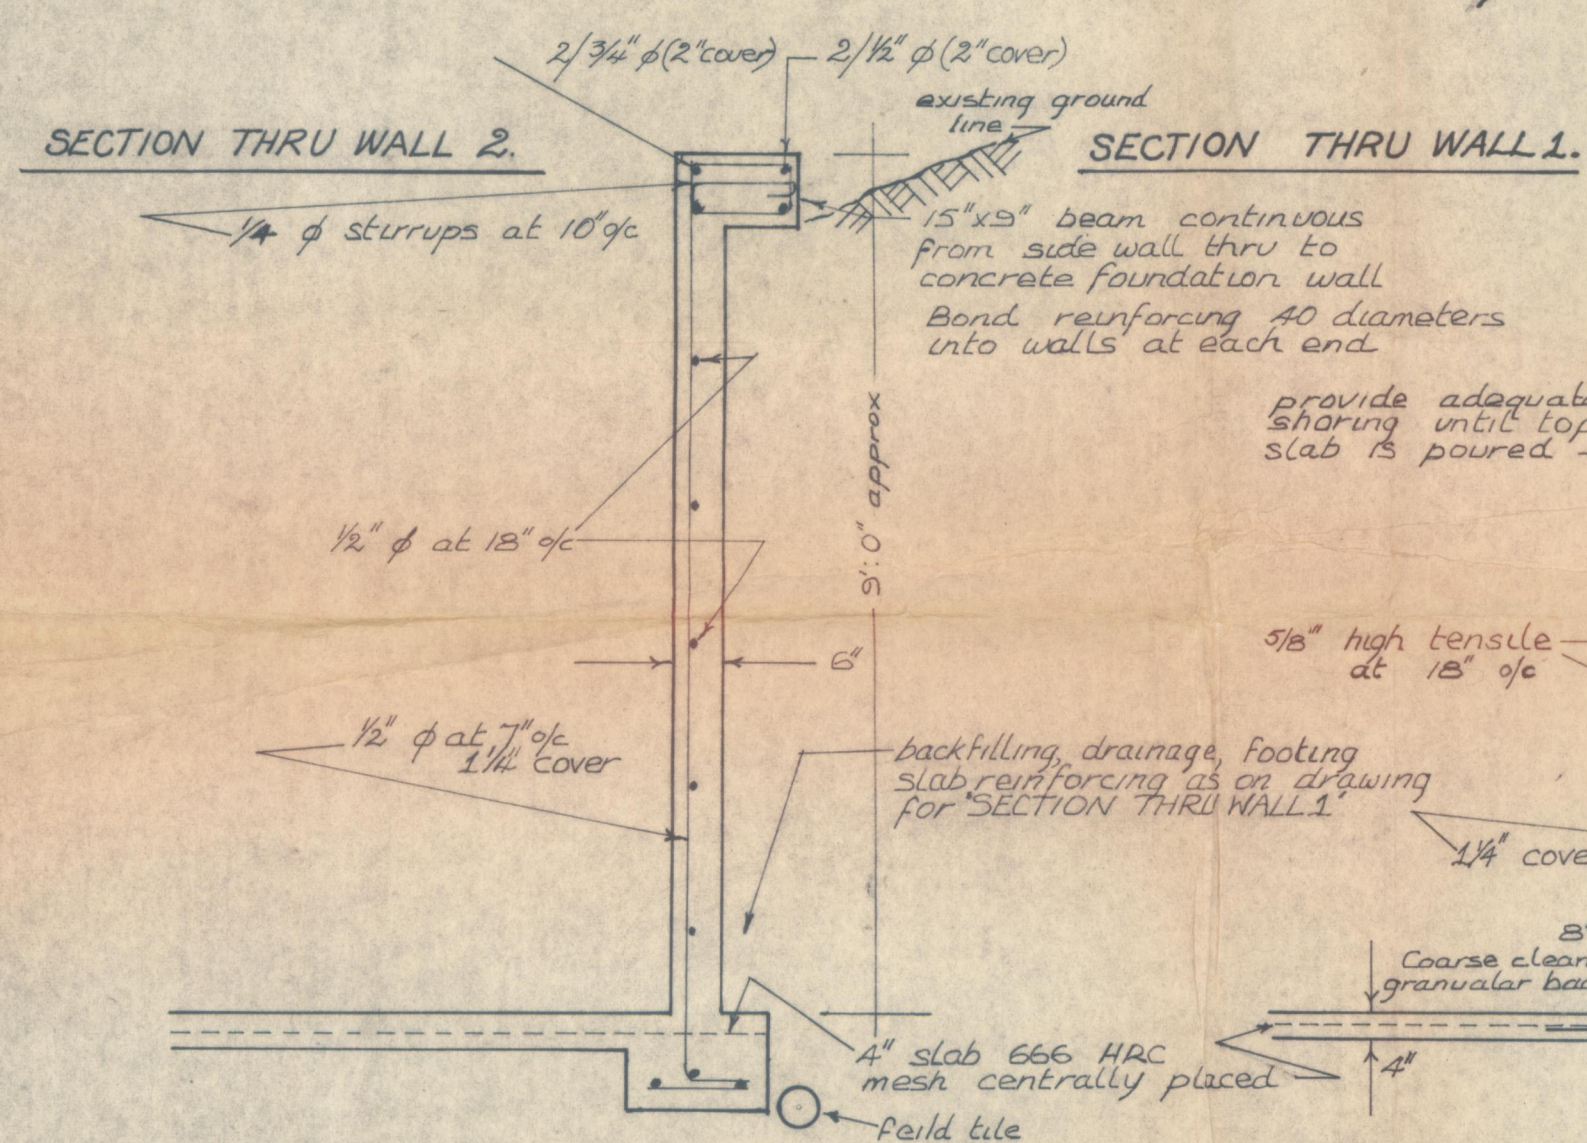 2/3/4" φ (2" cover)
2/1/2" φ (2" cover)
existing ground
line
SECTION THRU WALL 2.
SECTION THRU WALL 1.
1/4 φ stirrups at 10" o/c
15"x9" beam continuous
from side wall thru to
concrete foundation wall
Bond reinforcing 40 diameters
into walls at each end
provide adequat
shoring until top
slab is poured
9':0" approx
1/2" φ at 18" o/c
6"
5/8" high tensile
at 18" o/c
1/2" φ at 7" o/c
1 1/4" cover
backfilling, drainage, footing
slab reinforcing as on drawing
for "SECTION THRU WALL 1"
1 1/4" cove
8"
Coarse clean
granualar bac
4" slab 666 HRC
mesh centrally placed
4"
feild tile